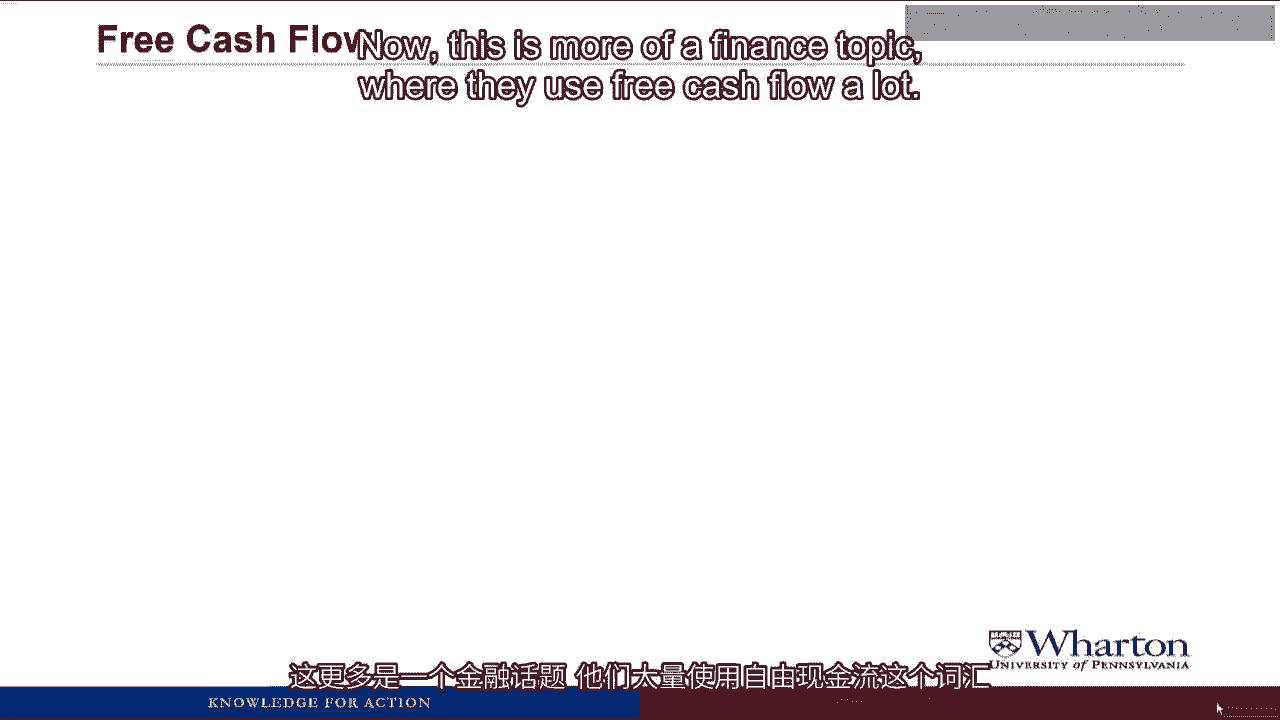 Free Cash Flow
Now, this is more of a finance topic,
where they use free cash flow a lot.
Wharton
UNIVERSITY of PENNSYLVANIA
这更多是一个金融话题 他们大量使用自由现金流这个词汇
KNOWLEDGE FOR ACTION